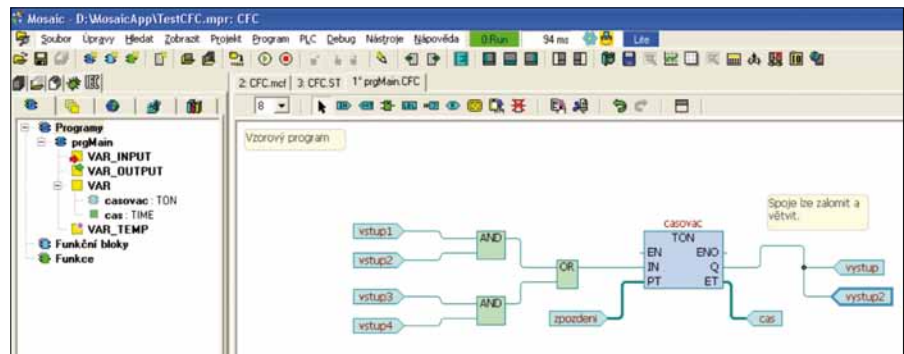 Mosaic - D:\MosaicApp\TestCFC.mpr; CFC
Soubor Úpravy Hledat Zobrazit Projekt Program PLC Debug Nástroje Nápověda 0.Run 94 ms Lite
2: CFC.mcf 3: CFC.ST 1* prgMain.CFC
8
Programy
prgMain
VAR_INPUT
VAR_OUTPUT
VAR
casovac : TON
cas : TIME
VAR_TEMP
Funkční bloky
Funkce
Vzorový program
Spoje lze zalomit a
větvit.
vstup1
vstup2
AND
vstup3
vstup4
AND
OR
casovac
TON
EN ENO
IN Q
PT ET
zpozdeni
cas
vystup
vystup2